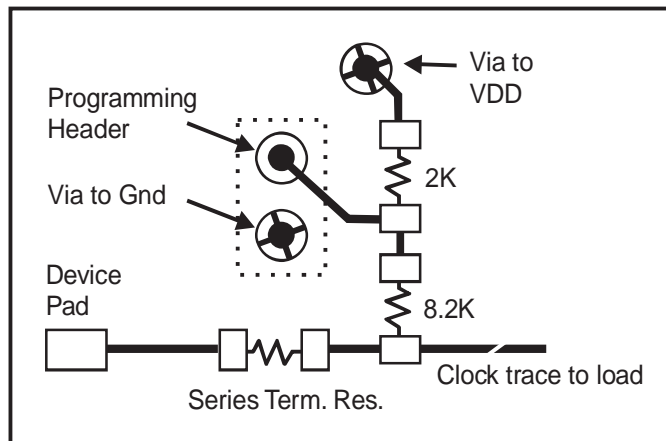 Via to
VDD
Programming
Header
2K
Via to Gnd
Device
Pad
8.2K
Clock trace to load
Series Term. Res.